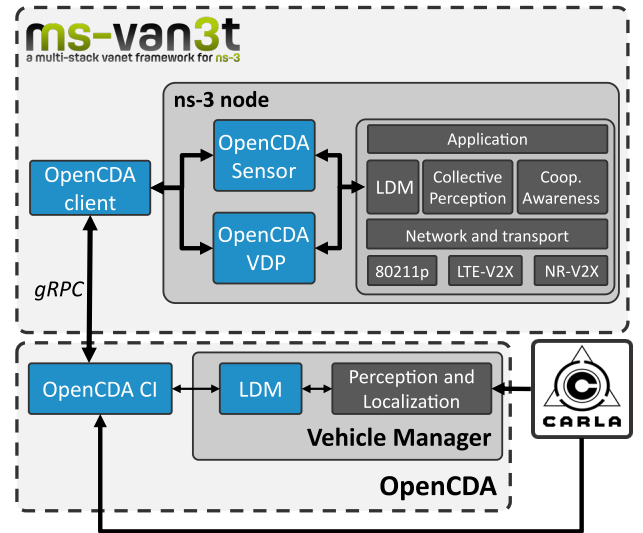 ms-van3t
a multi-stack vanet framework for ns-3
ns-3 node
OpenCDA
Sensor
OpenCDA
client
OpenCDA
VDP
Application
LDM
Collective
Perception
Coop.
Awareness
Network and transport
80211p
LTE-V2X
NR-V2X
gRPC
OpenCDA CI
LDM
Perception and
Localization
Vehicle Manager
OpenCDA
C
CARLA